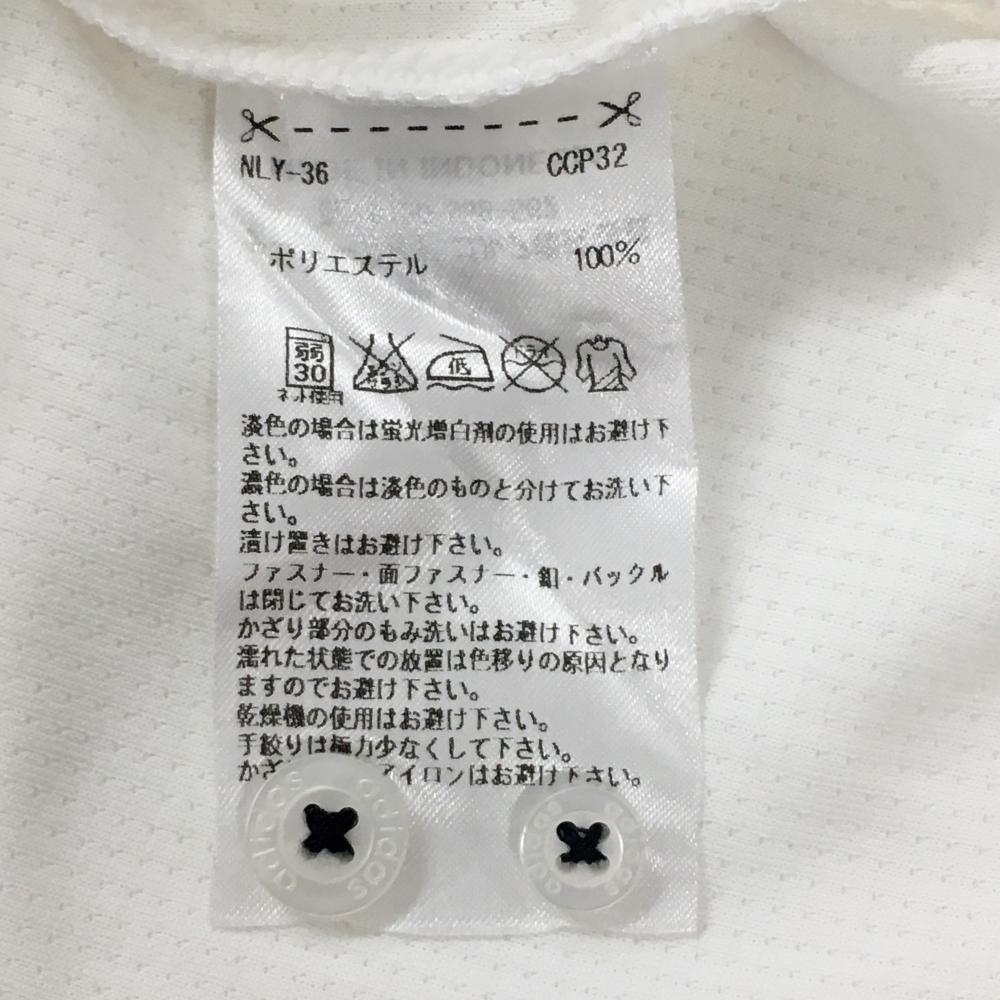 NLY-36 CCP32
ポリエステル 100%
弱 30 低 ドライ
ネット使用
淡色の場合は蛍光増白剤の使用はお避け下
さい。
濃色の場合は淡色のものと分けてお洗い下
さい。
漬け置きはお避け下さい。
ファスナー・面ファスナー・釦・バックル
は閉じてお洗い下さい。
かざり部分のもみ洗いはお避け下さい。
濡れた状態での放置は色移りの原因となり
ますのでお避け下さい。
乾燥機の使用はお避け下さい。
手絞りは極力少なくして下さい。
かざ アイロンはお避け下さい。
adidas adidas
adidas adidas